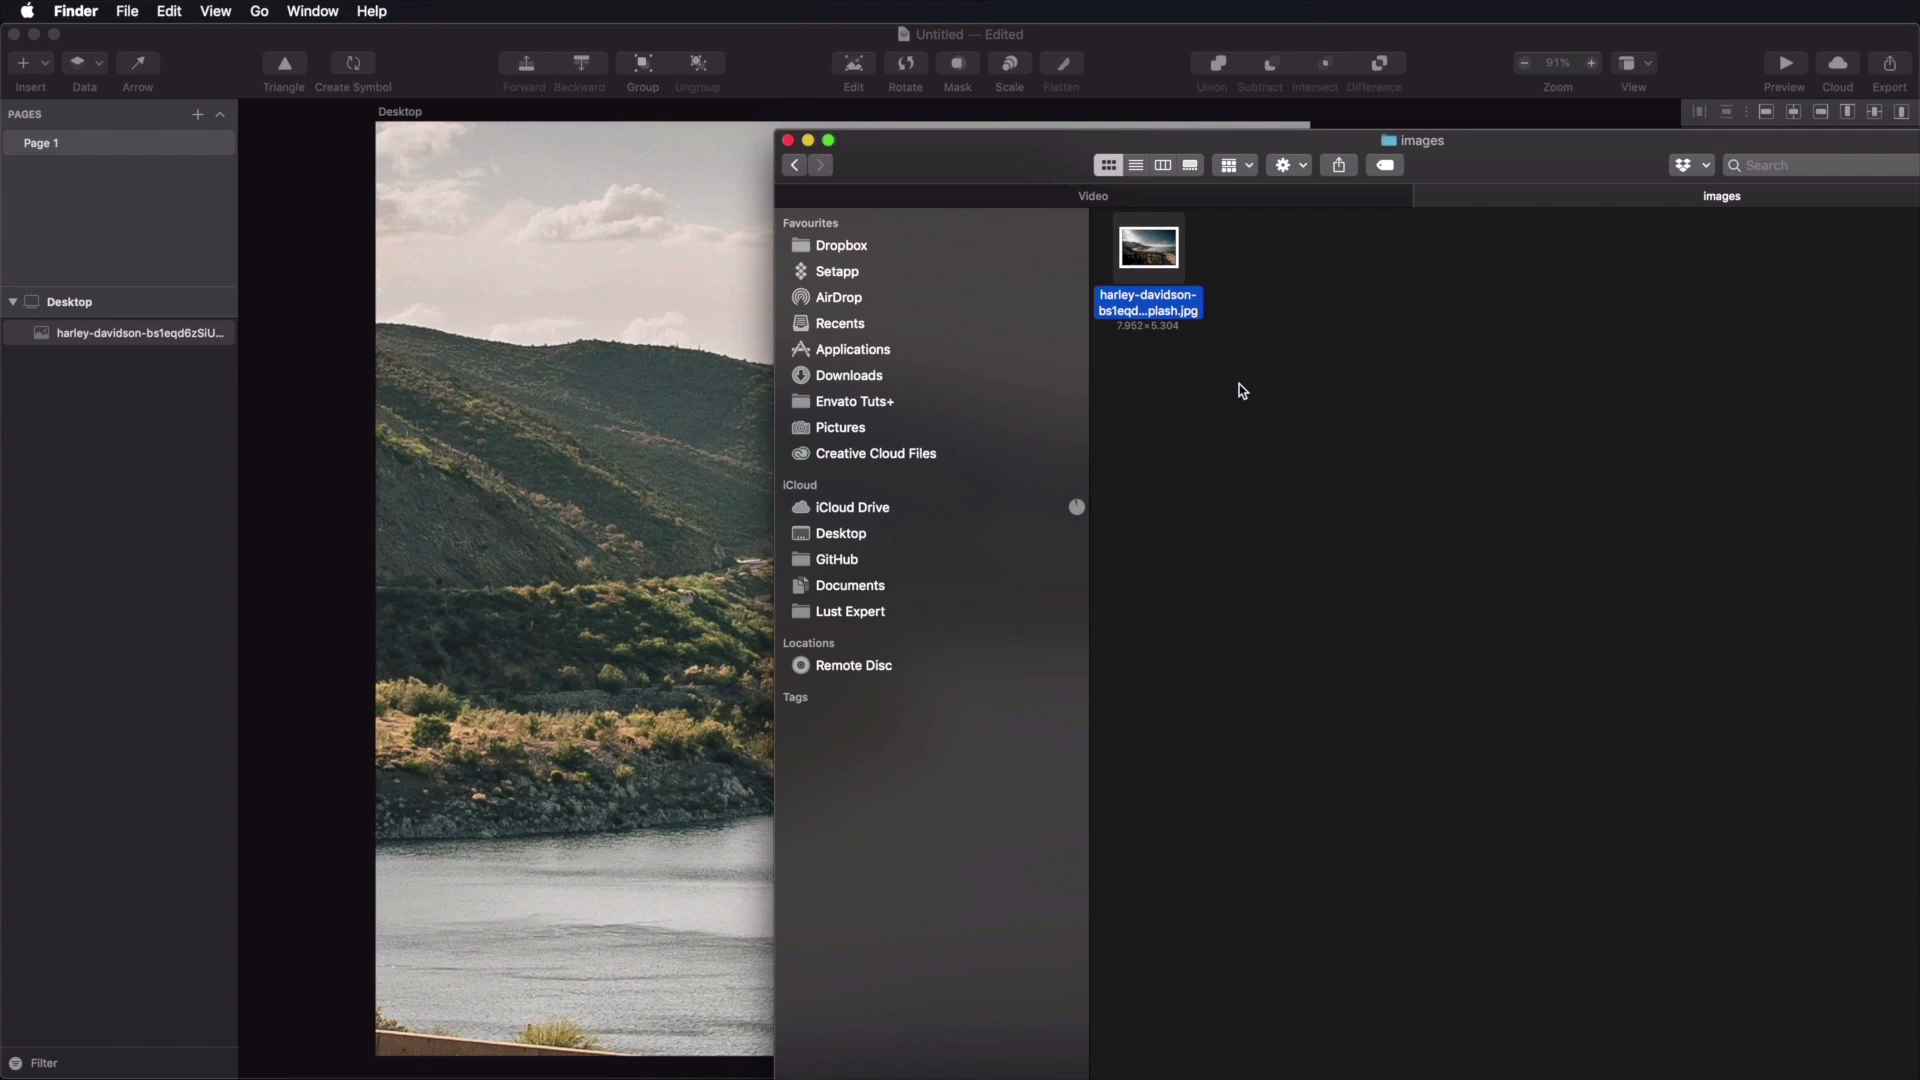 Finder File Edit View Go Window Help
Untitled — Edited
Insert Data Arrow Triangle Create Symbol Forward Backward Group Ungroup Edit Rotate Mask Scale Flatten Union Subtract Intersect Difference 91% Zoom View Preview Cloud Export
PAGES
Page 1
Desktop
harley-davidson-bs1eqd6zSiU...
Filter
Desktop
images
Search
Video
images
Favourites
Dropbox
Setapp
AirDrop
Recents
Applications
Downloads
Envato Tuts+
Pictures
Creative Cloud Files
iCloud
iCloud Drive
Desktop
GitHub
Documents
Lust Expert
Locations
Remote Disc
Tags
harley-davidson-
bs1eqd...plash.jpg
7.952×5.304